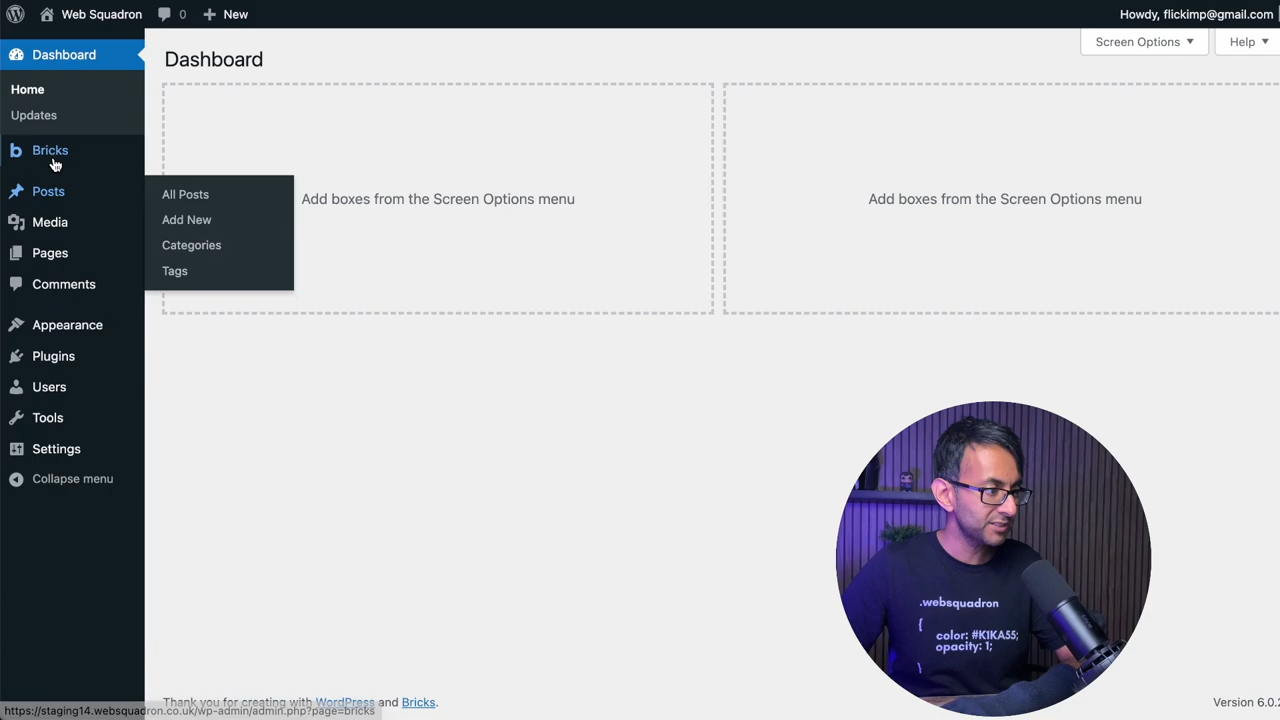 Web Squadron
0
New
Howdy, flickimp@gmail.com
Dashboard
Home
Updates
Bricks
Posts
Media
Pages
Comments
Appearance
Plugins
Users
Tools
Settings
Collapse menu
All Posts
Add New
Categories
Tags
Dashboard
Screen Options
Help
Add boxes from the Screen Options menu
Add boxes from the Screen Options menu
.websquadron
{
color: #K1KA55;
opacity: 1;
}
Thank you for creating with WordPress and Bricks.
Version 6.0.2
https://staging14.websquadron.co.uk/wp-admin/admin.php?page=bricks